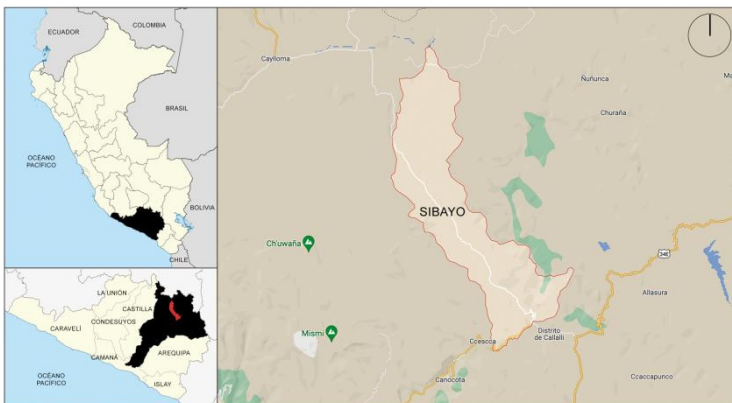 ECUADOR
COLOMBIA
BRASIL
OCÉANO
PACÍFICO
BOLIVIA
CHILE
LA UNIÓN
CASTILLA
CONDESUYOS
CARAVELÍ
CAMANÁ
AREQUIPA
ISLAY
OCÉANO
PACÍFICO
Caylloma
Ñuñunca
Churaña
SIBAYO
Ch'uwaña
34E
Allasura
Mismi
Ccescca
Distrito
de Callalli
Canocota
Ccaccapunco